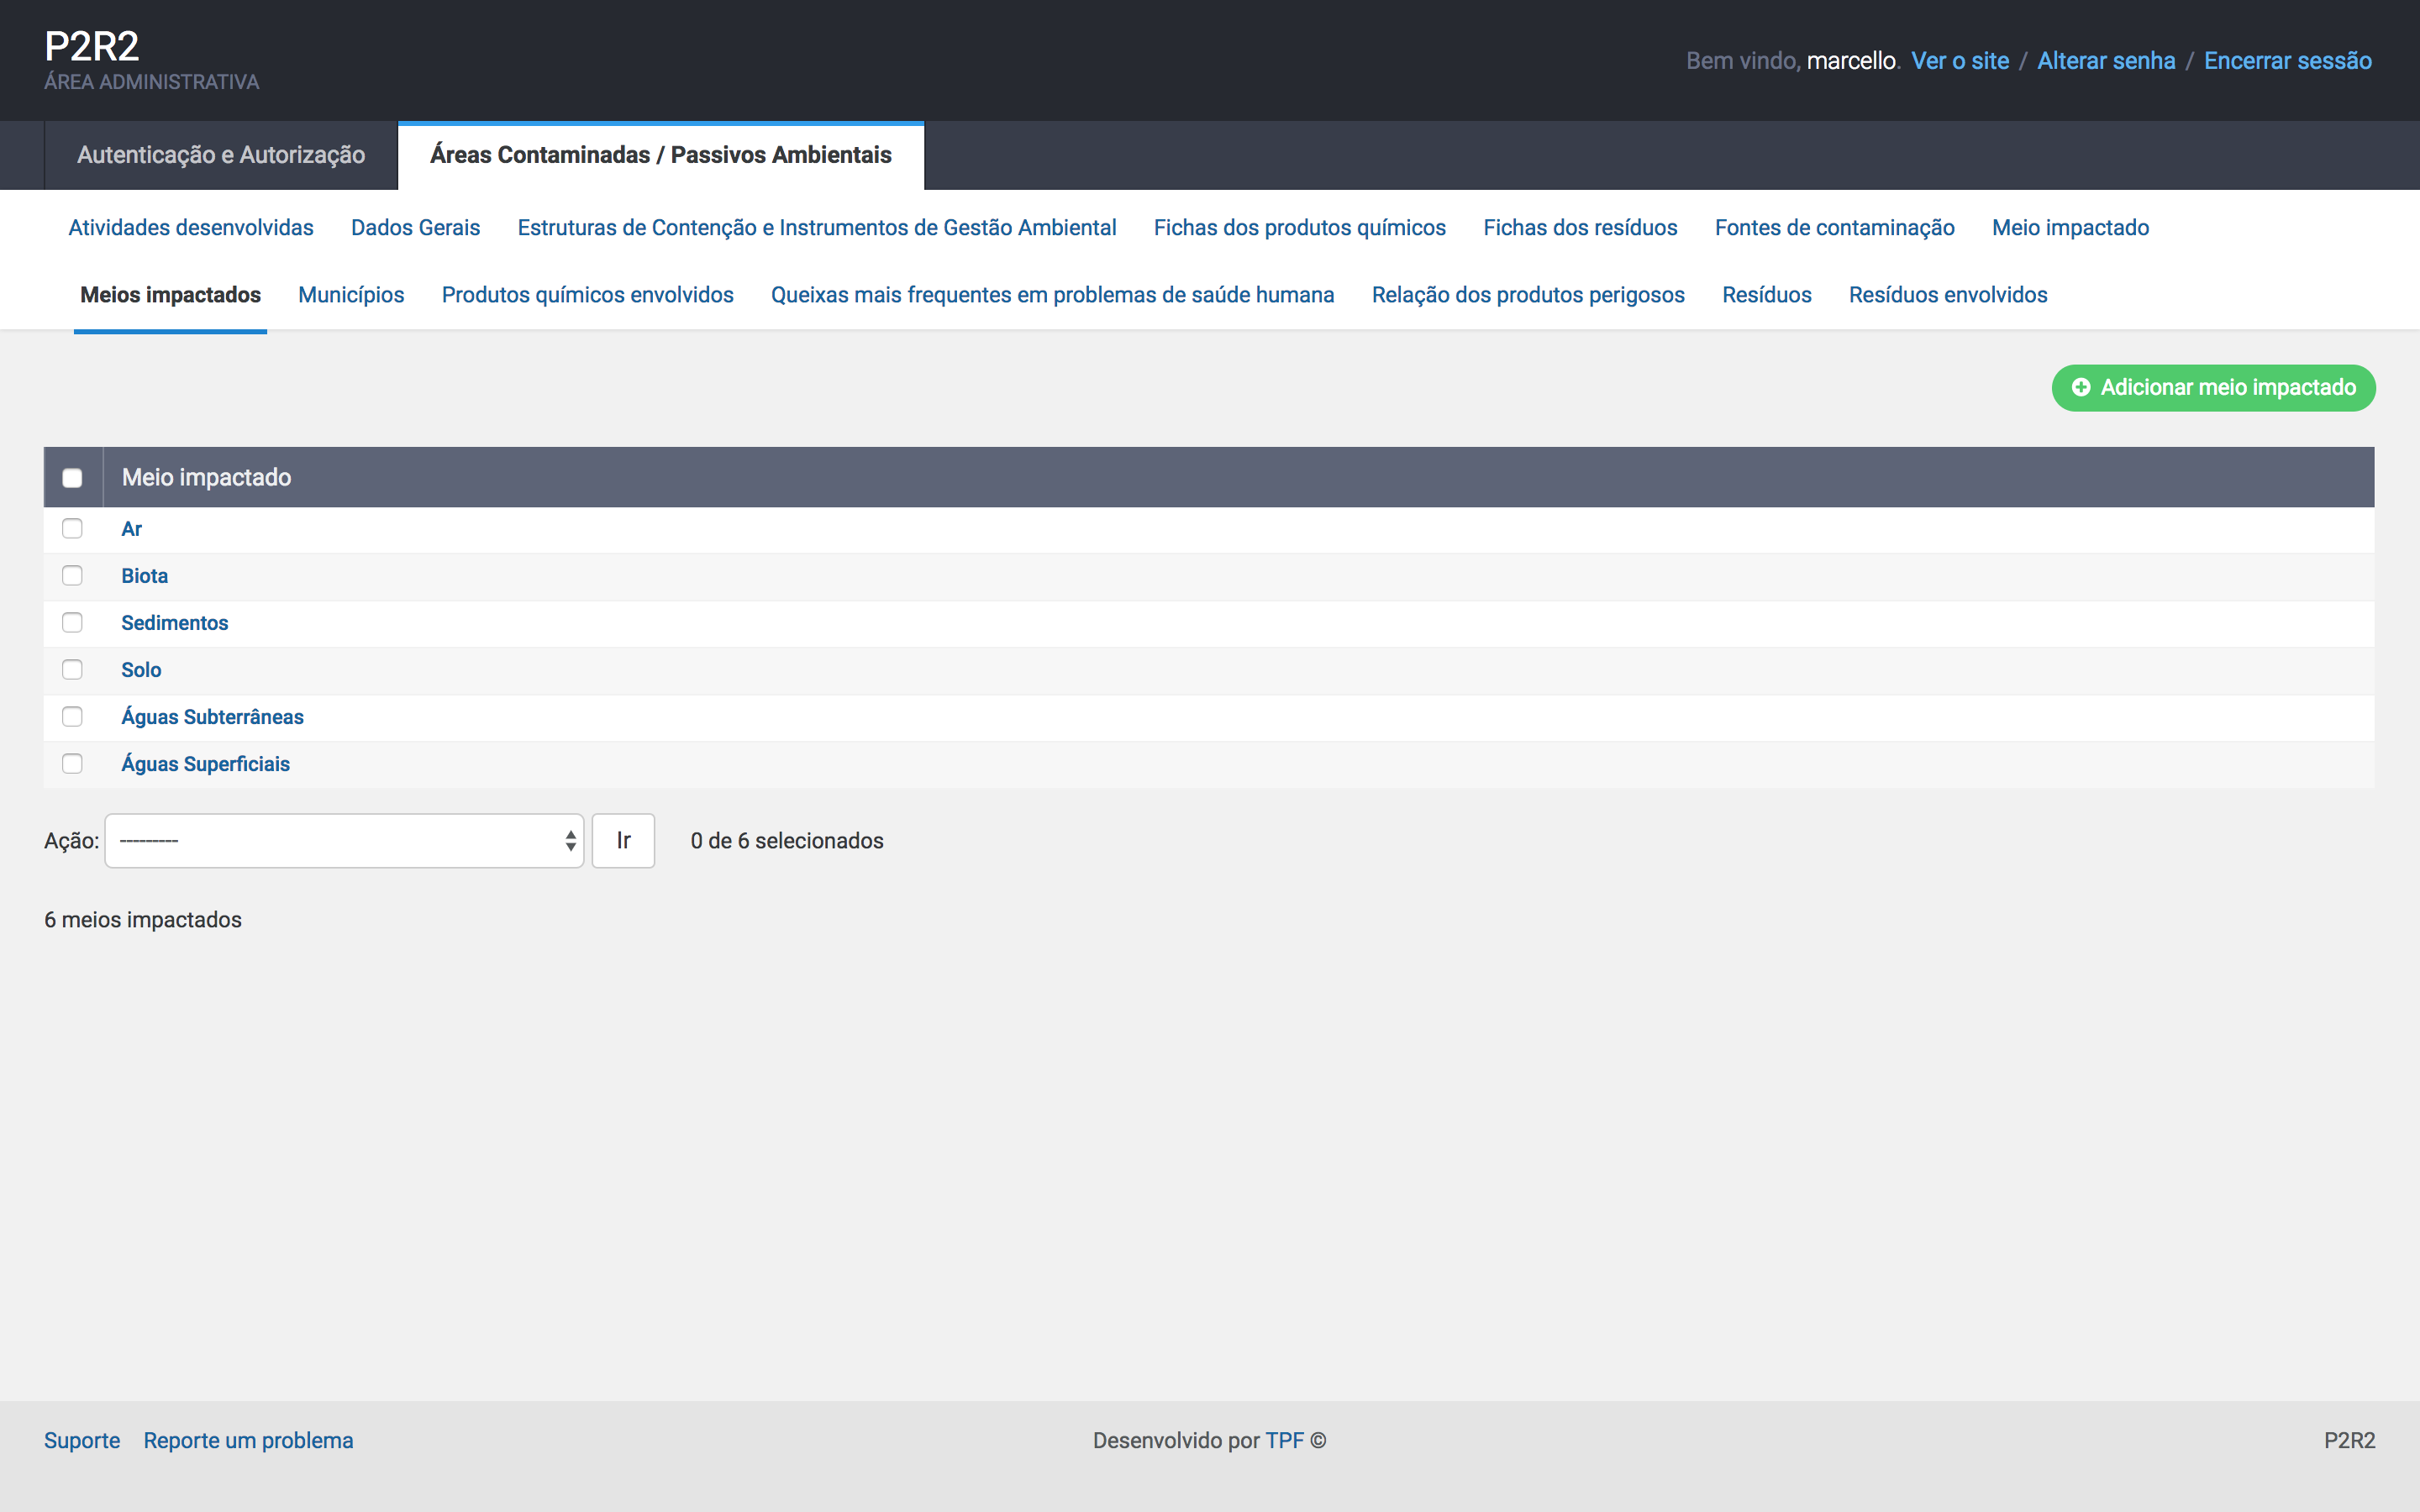 P2R2
ÁREA ADMINISTRATIVA
Bem vindo, marcello. Ver o site / Alterar senha / Encerrar sessão
Autenticação e Autorização Áreas Contaminadas / Passivos Ambientais
Atividades desenvolvidas Dados Gerais Estruturas de Contenção e Instrumentos de Gestão Ambiental Fichas dos produtos químicos Fichas dos resíduos Fontes de contaminação Meio impactado
Meios impactados Municípios Produtos químicos envolvidos Queixas mais frequentes em problemas de saúde humana Relação dos produtos perigosos Resíduos Resíduos envolvidos
Adicionar meio impactado
Meio impactado
Ar
Biota
Sedimentos
Solo
Águas Subterrâneas
Águas Superficiais
Ação: --------- Ir 0 de 6 selecionados
6 meios impactados
Suporte Reporte um problema Desenvolvido por TPF © P2R2